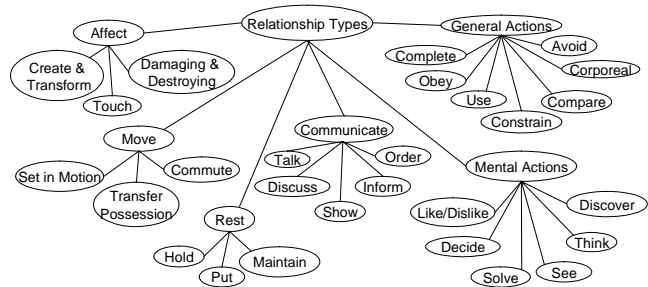 Relationship Types
Affect
Create &
Transform
Touch
Damaging &
Destroying
Move
Set in Motion
Transfer
Possession
Commute
Rest
Hold
Put
Maintain
Communicate
Talk
Discuss
Show
Inform
Order
General Actions
Complete
Obey
Use
Constrain
Compare
Corporeal
Avoid
Mental Actions
Like/Dislike
Decide
Solve
See
Think
Discover